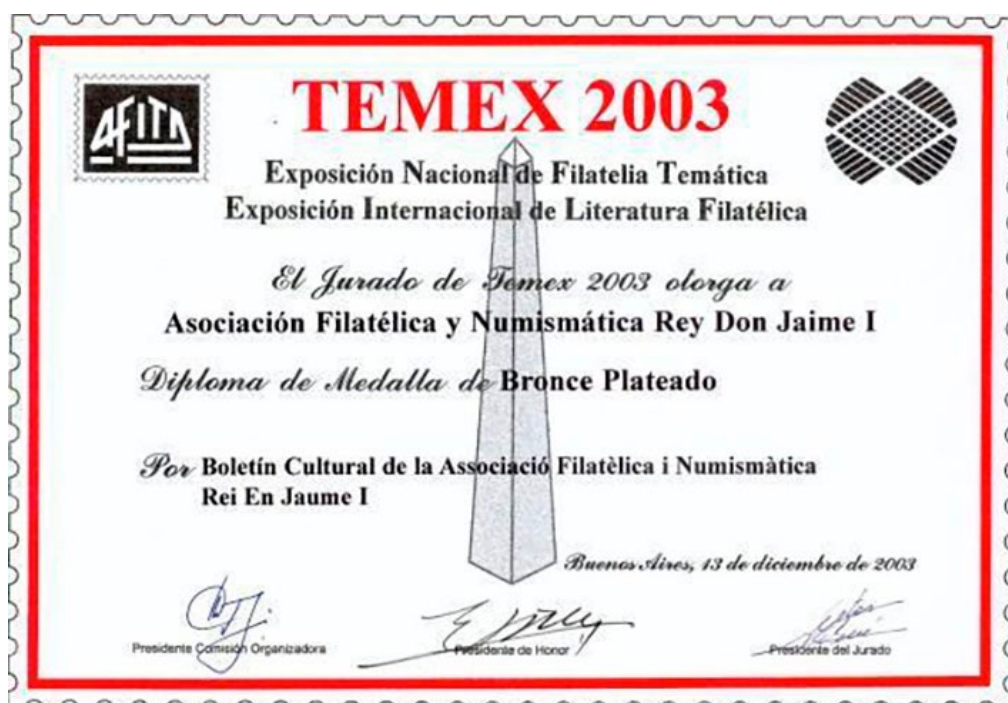 AFITA
TEMEX 2003
Exposición Nacional de Filatelia Temática
Exposición Internacional de Literatura Filatélica
El Jurado de Temex 2003 otorga a
Asociación Filatélica y Numismática Rey Don Jaime I
Diploma de Medalla de Bronce Plateado
Por Boletín Cultural de la Associació Filatèlica i Numismàtica
Rei En Jaume I
Buenos Aires, 13 de diciembre de 2003
Presidente Comisión Organizadora
Presidente de Honor
Presidente del Jurado